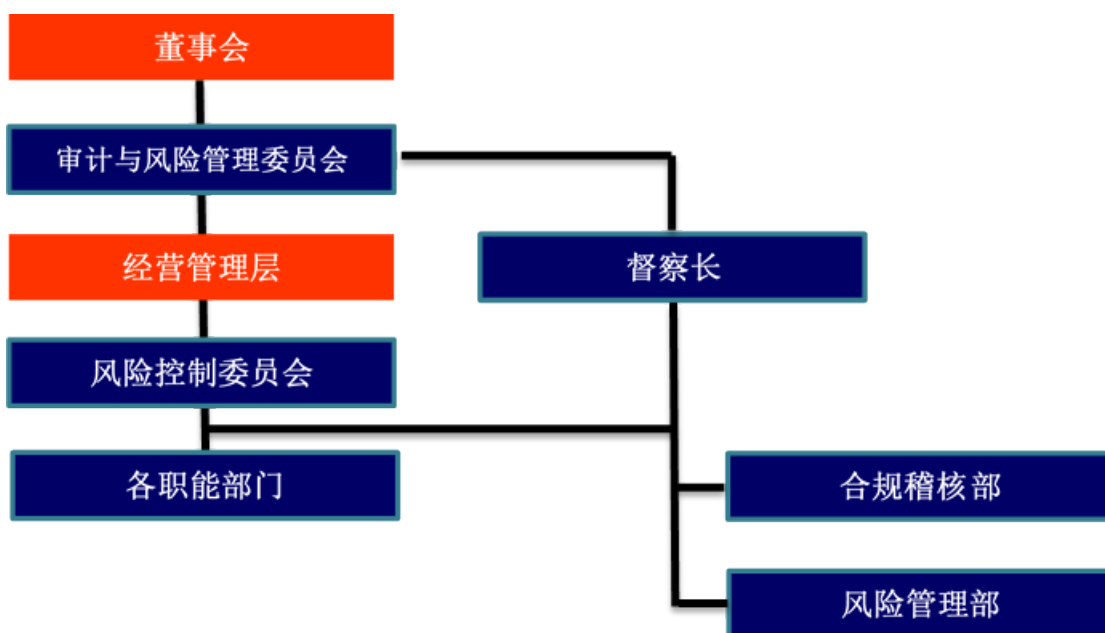 董事会
审计与风险管理委员会
经营管理层
督察长
风险控制委员会
各职能部门
合规稽核部
风险管理部